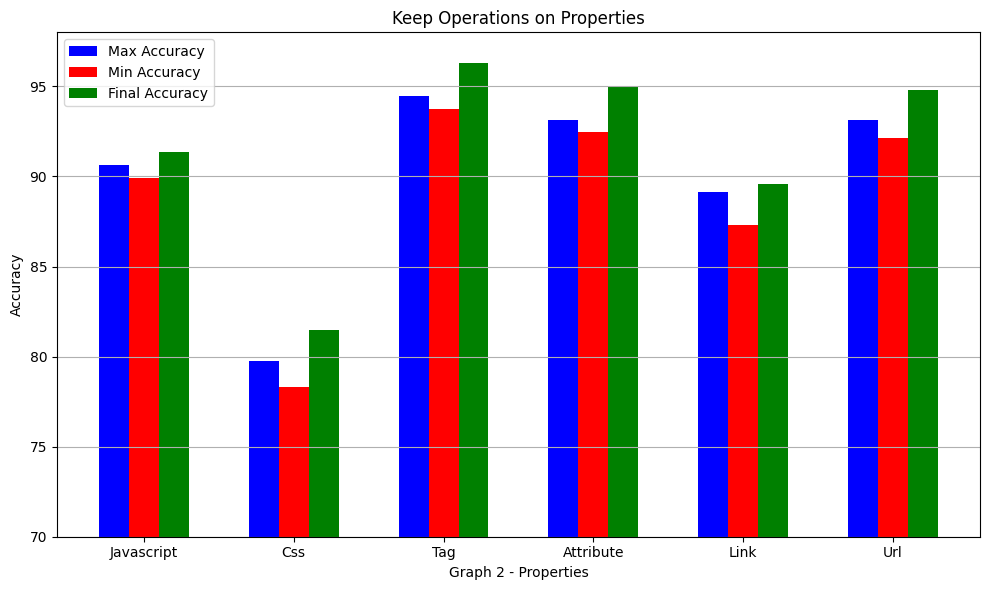 Keep Operations on Properties
Max Accuracy
Min Accuracy
Final Accuracy
95
90
85
80
75
70
Accuracy
Javascript
Css
Tag
Attribute
Link
Url
Graph 2 - Properties